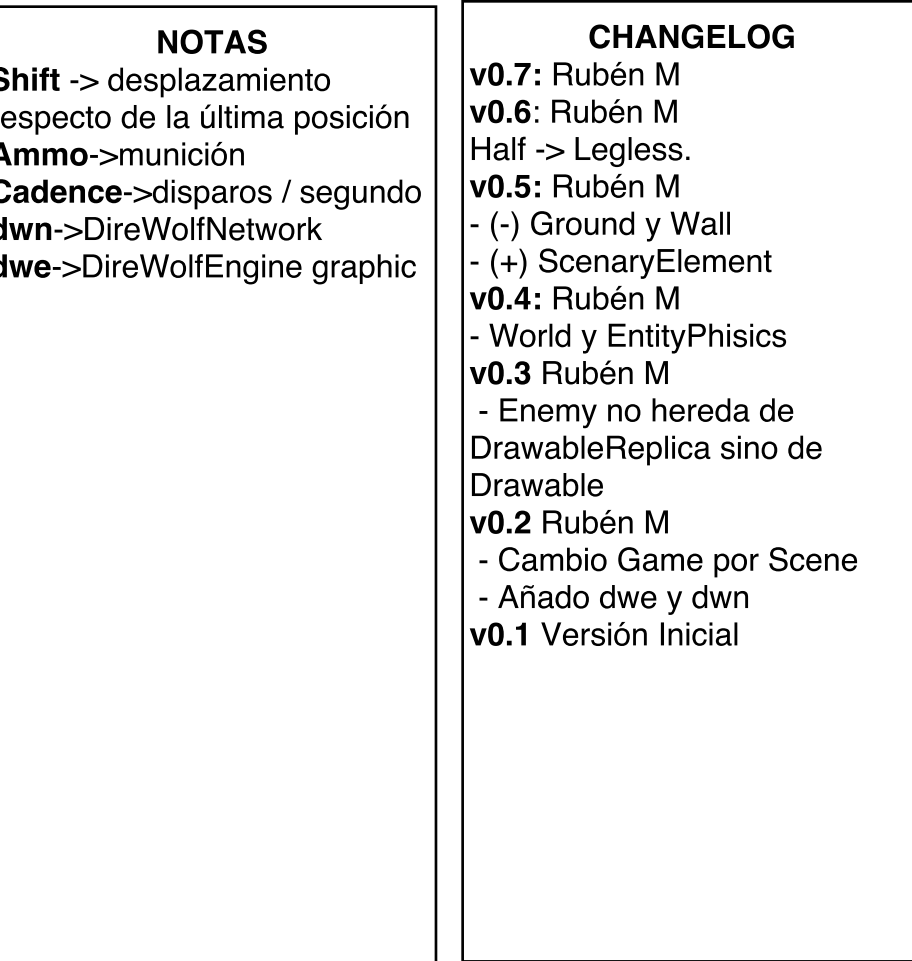 NOTAS
Shift -> desplazamiento
respecto de la última posición
Ammo->munición
Cadence->disparos / segundo
dwn->DireWolfNetwork
dwe->DireWolfEngine graphic
CHANGELOG
v0.7: Rubén M
v0.6: Rubén M
Half -> Legless.
v0.5: Rubén M
- (-) Ground y Wall
- (+) ScenaryElement
v0.4: Rubén M
- World y EntityPhisics
v0.3 Rubén M
- Enemy no hereda de
DrawableReplica sino de
Drawable
v0.2 Rubén M
- Cambio Game por Scene
- Añado dwe y dwn
v0.1 Versión Inicial